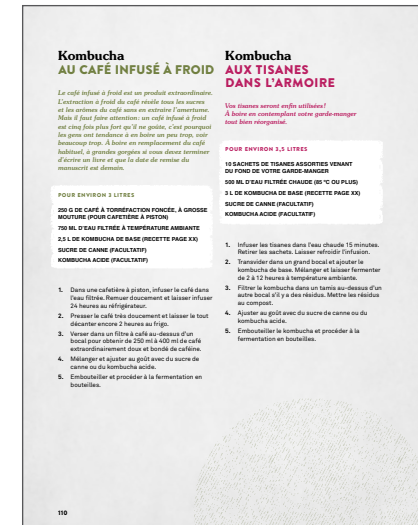 Kombucha
AU CAFÉ INFUSÉ À FROID
Le café infusé à froid est un produit extraordinaire.
L'extraction à froid du café révèle tous les sucres
et les arômes du café sans en extraire l'amertume.
Mais il faut faire attention: un café infusé à froid
est cinq fois plus fort qu'il ne goûte, c'est pourquoi
les gens ont tendance à en boire un peu trop, voir
beaucoup trop. À boire en remplacement du café
habituel, à grandes gorgées si vous devez terminer
d'écrire un livre et que la date de remise du
manuscrit est demain.
POUR ENVIRON 3 LITRES
250 G DE CAFÉ À TORRÉFACTION FONCÉE, À GROSSE
MOUTURE (POUR CAFETIÈRE À PISTON)
750 ML D'EAU FILTRÉE À TEMPÉRATURE AMBIANTE
2,5 L DE KOMBUCHA DE BASE (RECETTE PAGE XX)
SUCRE DE CANNE (FACULTATIF)
KOMBUCHA ACIDE (FACULTATIF)
1. Dans une cafetière à piston, infuser le café dans
l'eau filtrée. Remuer doucement et laisser infuser
24 heures au réfrigérateur.
2. Presser le café très doucement et laisser le tout
décanter encore 2 heures au frigo.
3. Verser dans un filtre à café au-dessus d'un
bocal pour obtenir de 250 ml à 400 ml de café
extraordinairement doux et bondé de caféine.
4. Mélanger et ajuster au goût avec du sucre de
canne ou du kombucha acide.
5. Embouteiller et procéder à la fermentation en
bouteilles.
Kombucha
AUX TISANES
DANS L'ARMOIRE
Vos tisanes seront enfin utilisées!
À boire en contemplant votre garde-manger
tout bien réorganisé.
POUR ENVIRON 3,5 LITRES
10 SACHETS DE TISANES ASSORTIES VENANT
DU FOND DE VOTRE GARDE-MANGER
500 ML D'EAU FILTRÉE CHAUDE (85 °C OU PLUS)
3 L DE KOMBUCHA DE BASE (RECETTE PAGE XX)
SUCRE DE CANNE (FACULTATIF)
KOMBUCHA ACIDE (FACULTATIF)
1. Infuser les tisanes dans l'eau chaude 15 minutes.
Retirer les sachets. Laisser refroidir l'infusion.
2. Transvider dans un grand bocal et ajouter le
kombucha de base. Mélanger et laisser fermenter
de 2 à 12 heures à température ambiante.
3. Filtrer le kombucha dans un tamis au-dessus d'un
autre bocal s'il y a des résidus. Mettre les résidus
au compost.
4. Ajuster au goût avec du sucre de canne ou du
kombucha acide.
5. Embouteiller le kombucha et procéder à la
fermentation en bouteilles.
110